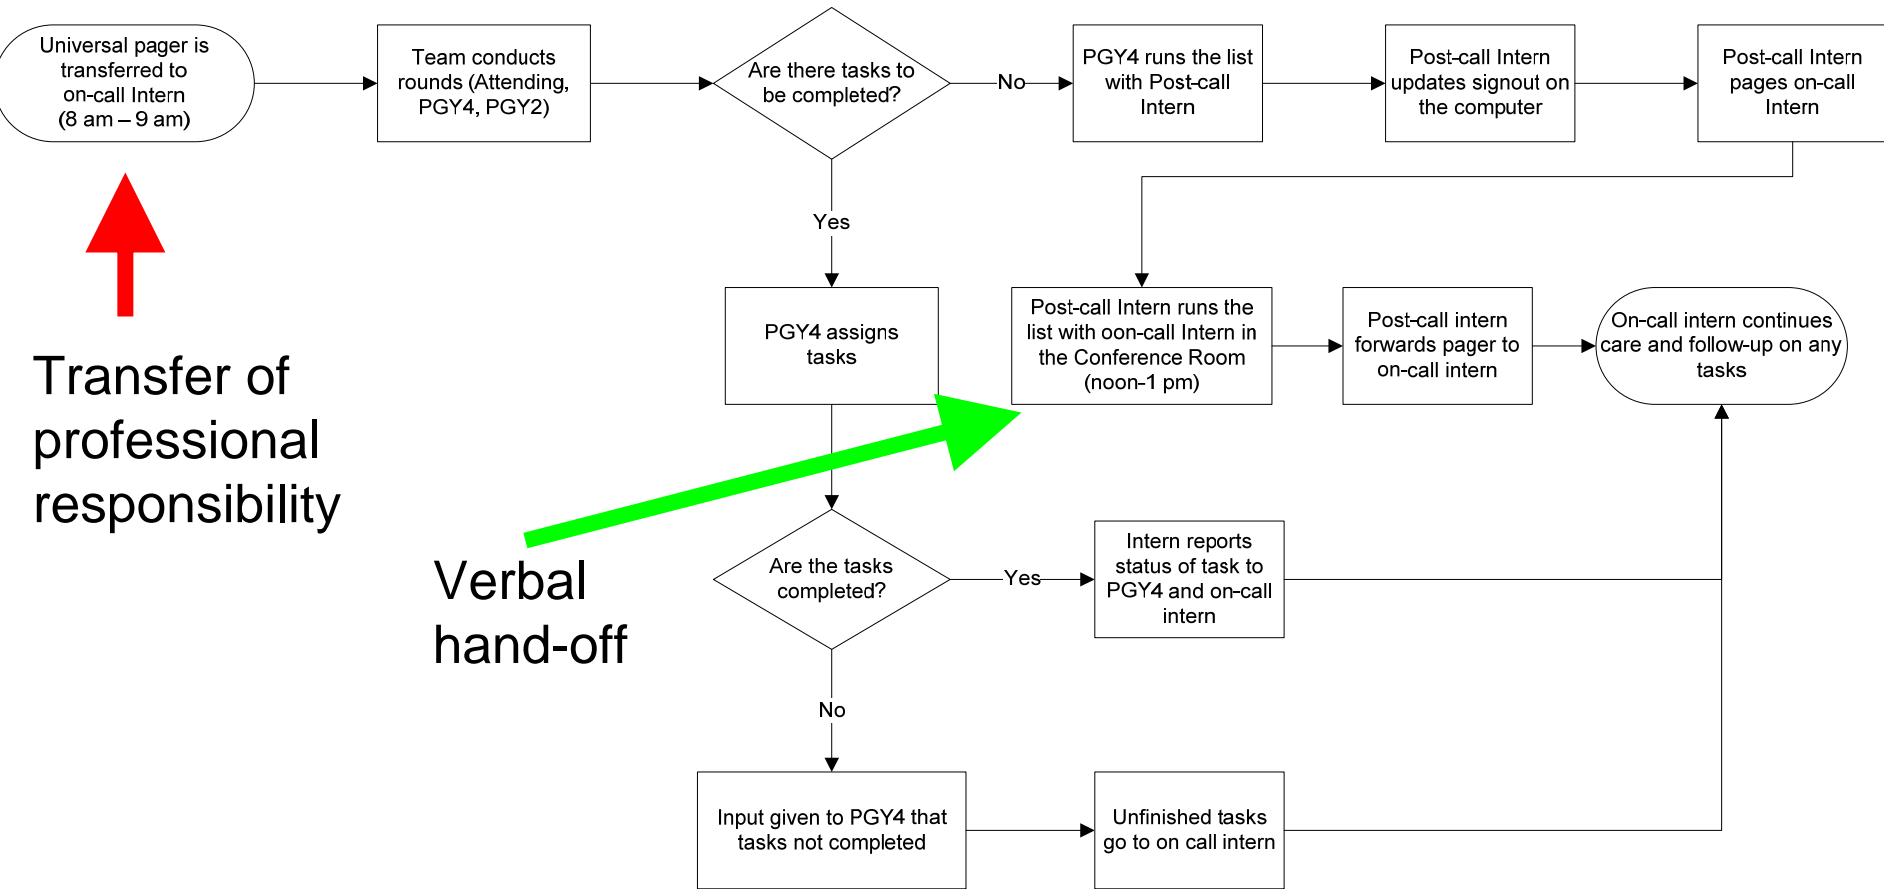 Universal pager is
transferred to
on-call Intern
(8 am – 9 am)
Team conducts
rounds (Attending,
PGY4, PGY2)
Are there tasks to
be completed?
No
PGY4 runs the list
with Post-call
Intern
Post-call Intern
updates signout on
the computer
Post-call Intern
pages on-call
Intern
Yes
Transfer of
professional
responsibility
PGY4 assigns
tasks
Post-call Intern runs the
list with oon-call Intern in
the Conference Room
(noon-1 pm)
Post-call intern
forwards pager to
on-call intern
On-call intern continues
care and follow-up on any
tasks
Verbal
hand-off
Are the tasks
completed?
Yes
Intern reports
status of task to
PGY4 and on-call
intern
No
Input given to PGY4 that
tasks not completed
Unfinished tasks
go to on call intern